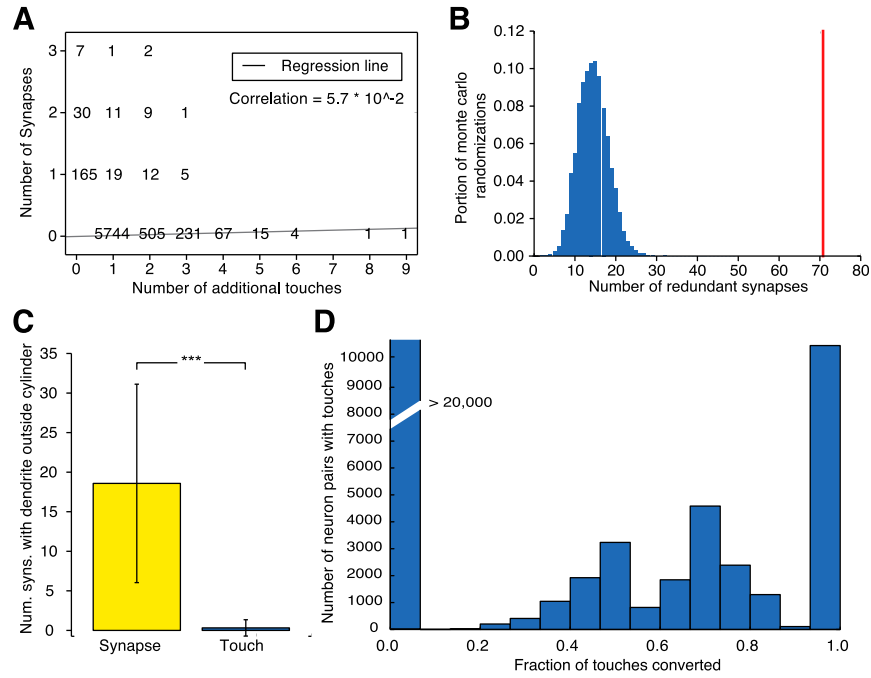 A
Number of Synapses
3
7 1 2
Regression line
Correlation = 5.7 * 10^-2
2
30 11 9 1
1
165 19 12 5
0
5744 505 231 67 15 4 1 1
0 1 2 3 4 5 6 7 8 9
Number of additional touches
B
Portion of monte carlo
randomizations
0.12
0.10
0.08
0.06
0.04
0.02
0.00
0 10 20 30 40 50 60 70 80
Number of redundant synapses
C
Num. syns. with dendrite outside cylinder
35
30
25
20
15
10
5
0
***
Synapse Touch
D
Number of neuron pairs with touches
10000
9000
8000
7000
6000
5000
4000
3000
2000
1000
0
> 20,000
0.0 0.2 0.4 0.6 0.8 1.0
Fraction of touches converted